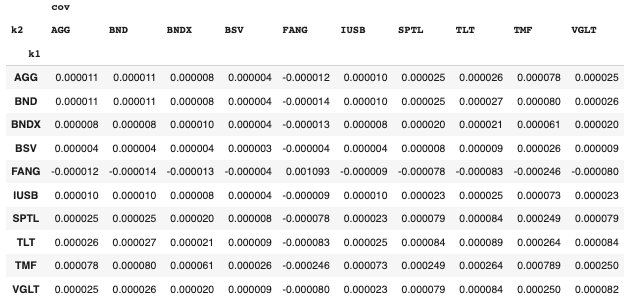 cov
k2 AGG BND BNDX BSV FANG IUSB SPTL TLT TMF VGLT
k1
AGG 0.000011 0.000011 0.000008 0.000004 -0.000012 0.000010 0.000025 0.000026 0.000078 0.000025
BND 0.000011 0.000011 0.000008 0.000004 -0.000014 0.000010 0.000025 0.000027 0.000080 0.000026
BNDX 0.000008 0.000008 0.000010 0.000004 -0.000013 0.000008 0.000020 0.000021 0.000061 0.000020
BSV 0.000004 0.000004 0.000004 0.000003 -0.000004 0.000004 0.000008 0.000009 0.000026 0.000009
FANG -0.000012 -0.000014 -0.000013 -0.000004 0.001093 -0.000009 -0.000078 -0.000083 -0.000246 -0.000080
IUSB 0.000010 0.000010 0.000008 0.000004 -0.000009 0.000010 0.000023 0.000025 0.000073 0.000023
SPTL 0.000025 0.000025 0.000020 0.000008 -0.000078 0.000023 0.000079 0.000084 0.000249 0.000079
TLT 0.000026 0.000027 0.000021 0.000009 -0.000083 0.000025 0.000084 0.000089 0.000264 0.000084
TMF 0.000078 0.000080 0.000061 0.000026 -0.000246 0.000073 0.000249 0.000264 0.000789 0.000250
VGLT 0.000025 0.000026 0.000020 0.000009 -0.000080 0.000023 0.000079 0.000084 0.000250 0.000082